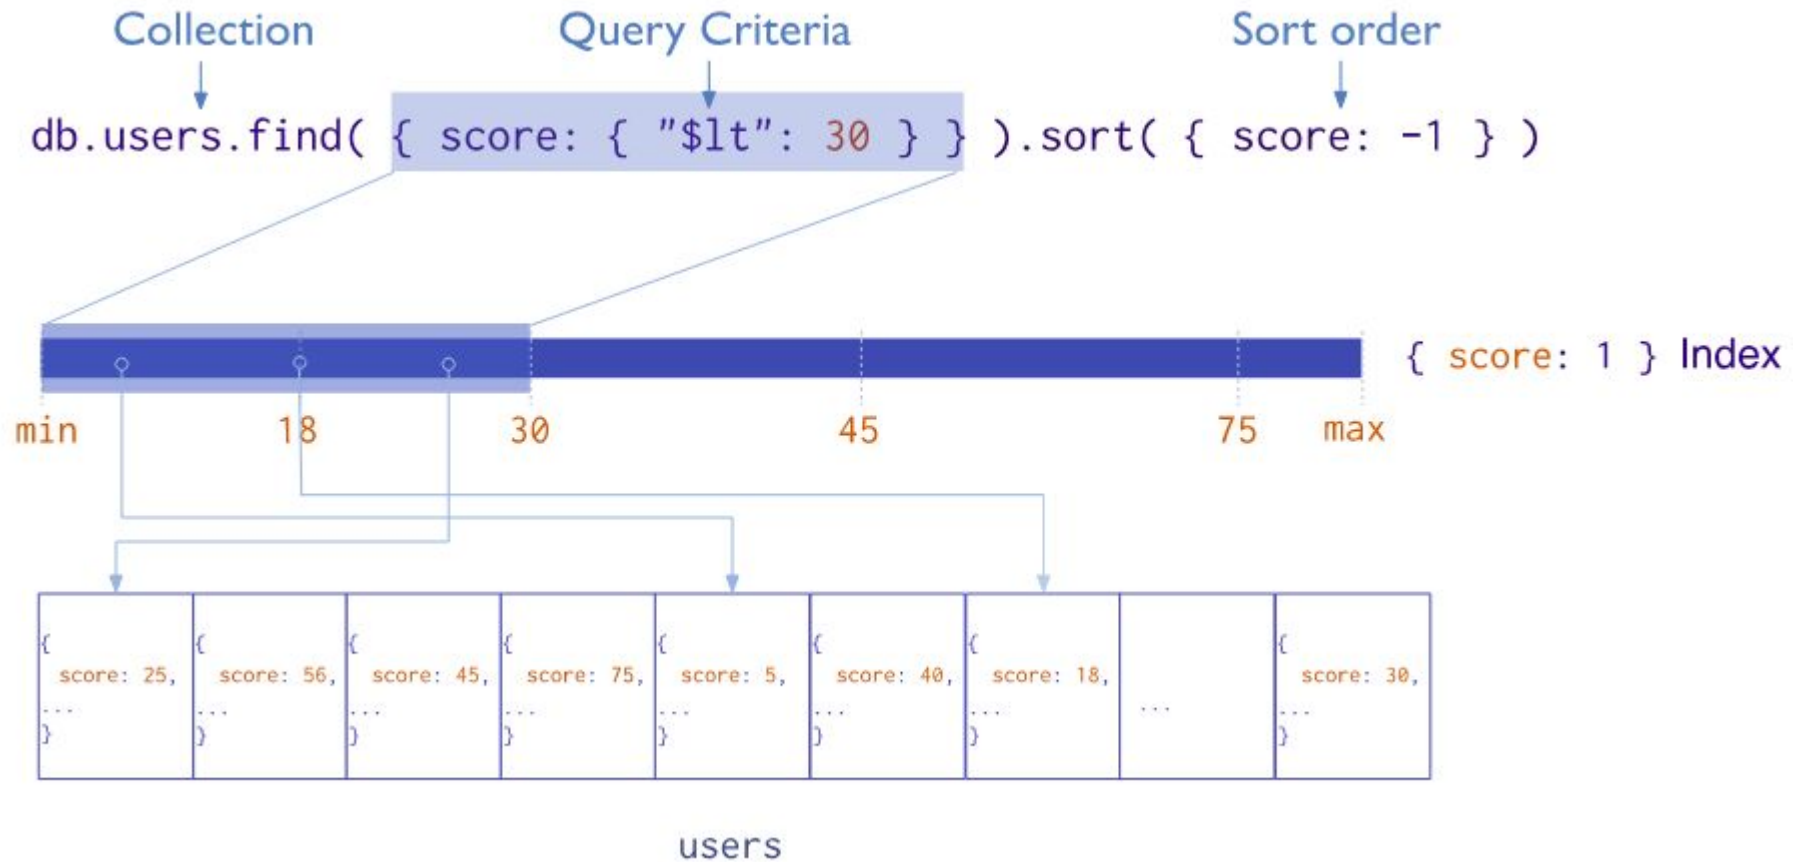 Collection Query Criteria Sort order
db.users.find( { score: { "$lt": 30 } } ).sort( { score: -1 } )
{ score: 1 } Index
min 18 30 45 75 max
{ { { { { { { {
score: 25, score: 56, score: 45, score: 75, score: 5, score: 40, score: 18, score: 30,
... ... ... ... ... ... ... ... ...
} } } } } } } }
users